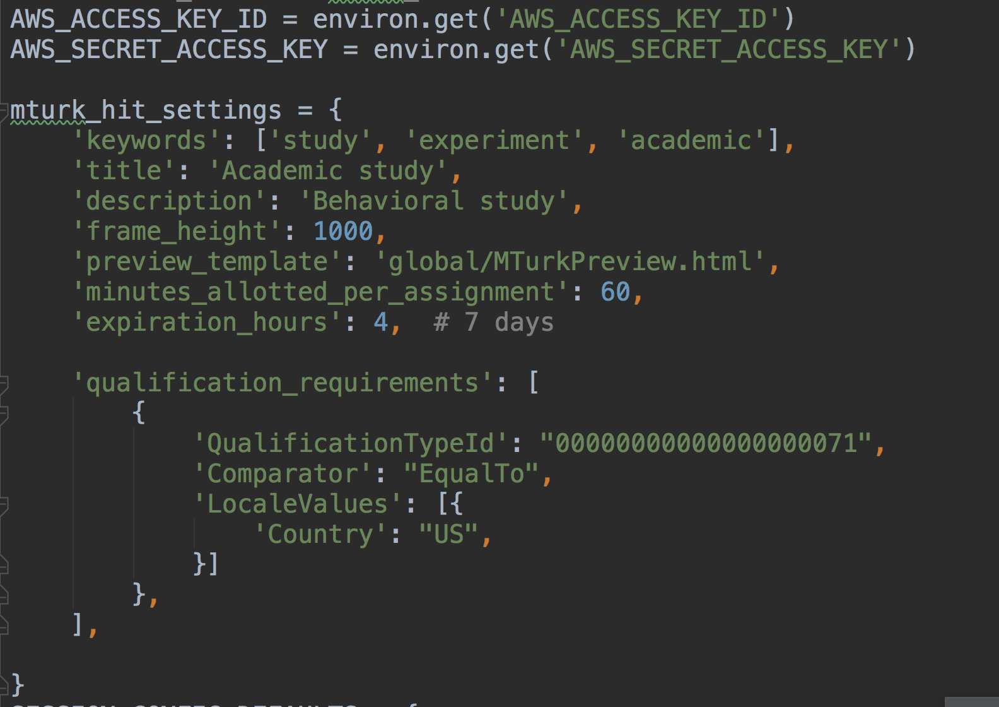 AWS_ACCESS_KEY_ID = environ.get('AWS_ACCESS_KEY_ID')
AWS_SECRET_ACCESS_KEY = environ.get('AWS_SECRET_ACCESS_KEY')
mturk_hit_settings = {
'keywords': ['study', 'experiment', 'academic'],
'title': 'Academic study',
'description': 'Behavioral study',
'frame_height': 1000,
'preview_template': 'global/MTurkPreview.html',
'minutes_allotted_per_assignment': 60,
'expiration_hours': 4,  # 7 days
'qualification_requirements': [
{
'QualificationTypeId': "00000000000000000071",
'Comparator': "EqualTo",
'LocaleValues': [{
'Country': "US",
}]
},
],
}